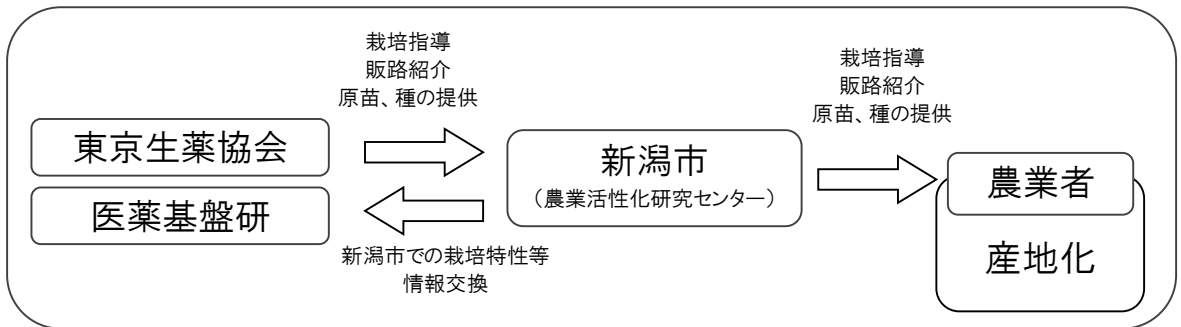 栽培指導
販路紹介
原苗、種の提供
東京生薬協会
医薬基盤研
新潟市での栽培特性等
情報交換
新潟市
（農業活性化研究センター）
栽培指導
販路紹介
原苗、種の提供
農業者
産地化